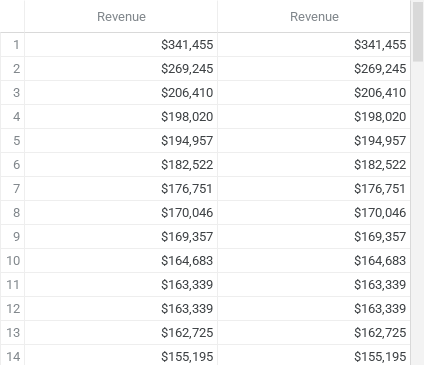 Revenue Revenue
1 $341,455 $341,455
2 $269,245 $269,245
3 $206,410 $206,410
4 $198,020 $198,020
5 $194,957 $194,957
6 $182,522 $182,522
7 $176,751 $176,751
8 $170,046 $170,046
9 $169,357 $169,357
10 $164,683 $164,683
11 $163,339 $163,339
12 $163,339 $163,339
13 $162,725 $162,725
14 $155,195 $155,195